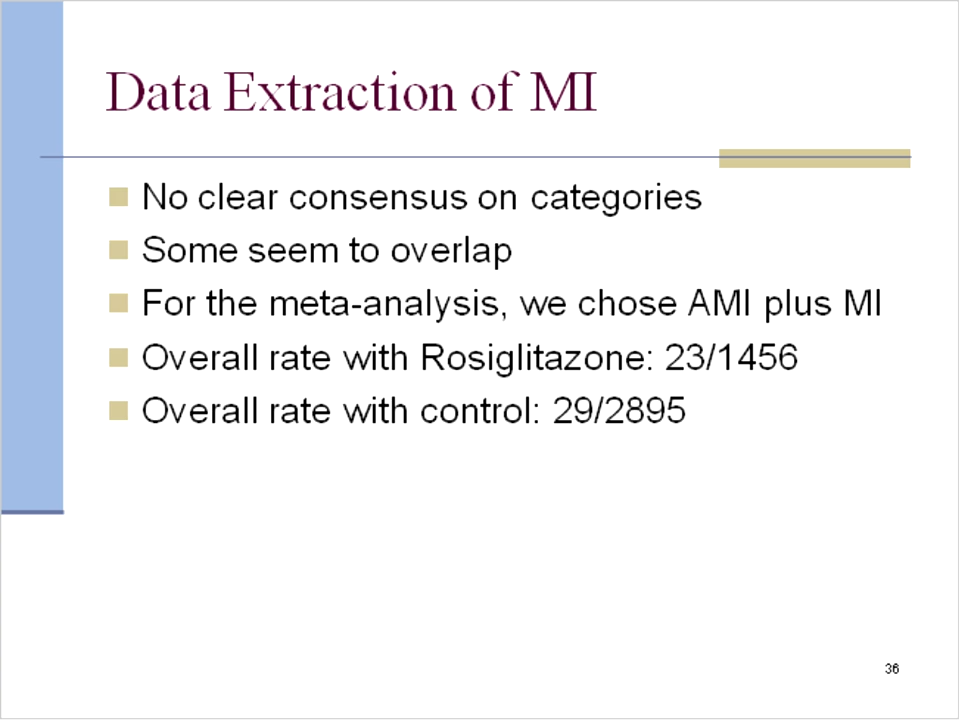 Data Extraction of MI
No clear consensus on categories
Some seem to overlap
For the meta-analysis, we chose AMI plus MI
Overall rate with Rosiglitazone: 23/1456
Overall rate with control: 29/2895
36